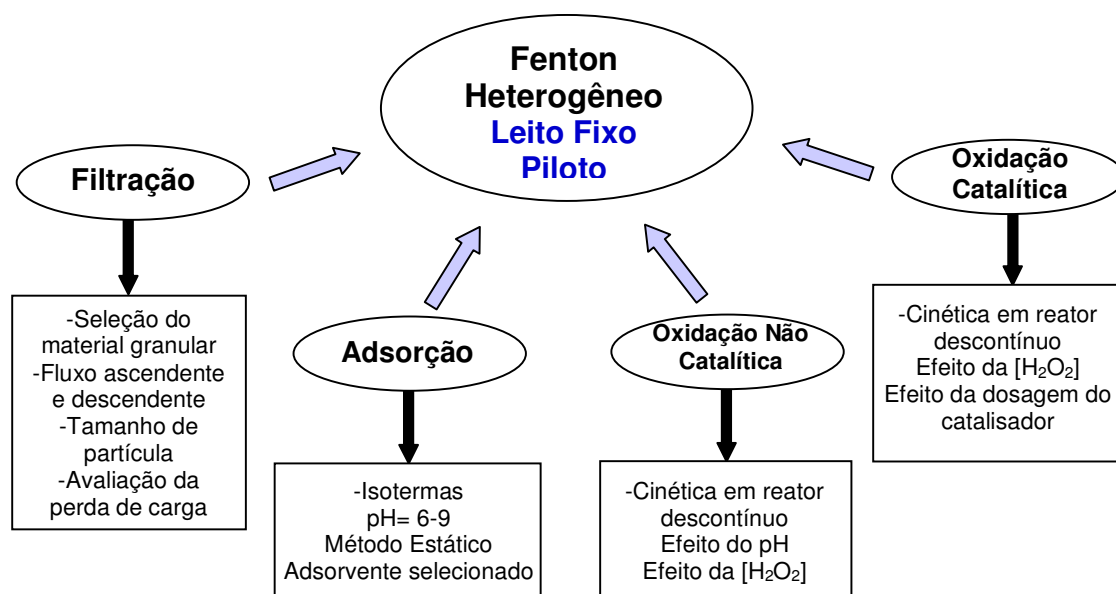 Fenton
Heterogêneo
Leito Fixo
Piloto
Filtração
-Seleção do
material granular
-Fluxo ascendente
e descendente
-Tamanho de
partícula
-Avaliação da
perda de carga
Adsorção
-Isotermas
pH= 6-9
Método Estático
Adsorvente selecionado
Oxidação Não
Catalítica
-Cinética em reator
descontínuo
Efeito do pH
Efeito da [H₂O₂]
Oxidação
Catalítica
-Cinética em reator
descontínuo
Efeito da [H₂O₂]
Efeito da dosagem do
catalisador